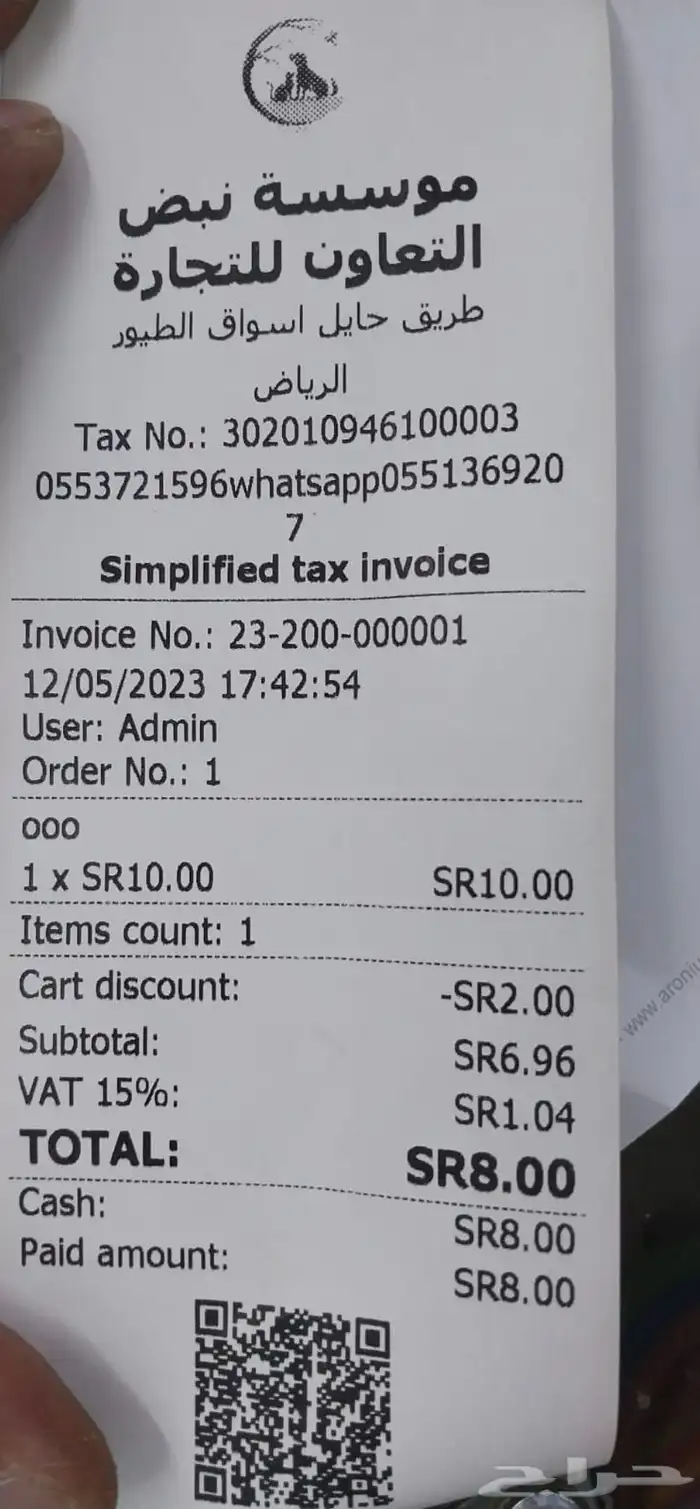 موسسة نبض
التعاون للتجارة
طريق حايل اسواق الطيور
الرياض
Tax No.: 302010946100003
0553721596whatsapp055136920
7
Simplified tax invoice
Invoice No.: 23-200-000001
12/05/2023 17:42:54
User: Admin
Order No.: 1
ooo
1 x SR10.00 SR10.00
Items count: 1
Cart discount: -SR2.00
Subtotal: SR6.96
VAT 15%: SR1.04
TOTAL: SR8.00
Cash: SR8.00
Paid amount: SR8.00
حراج